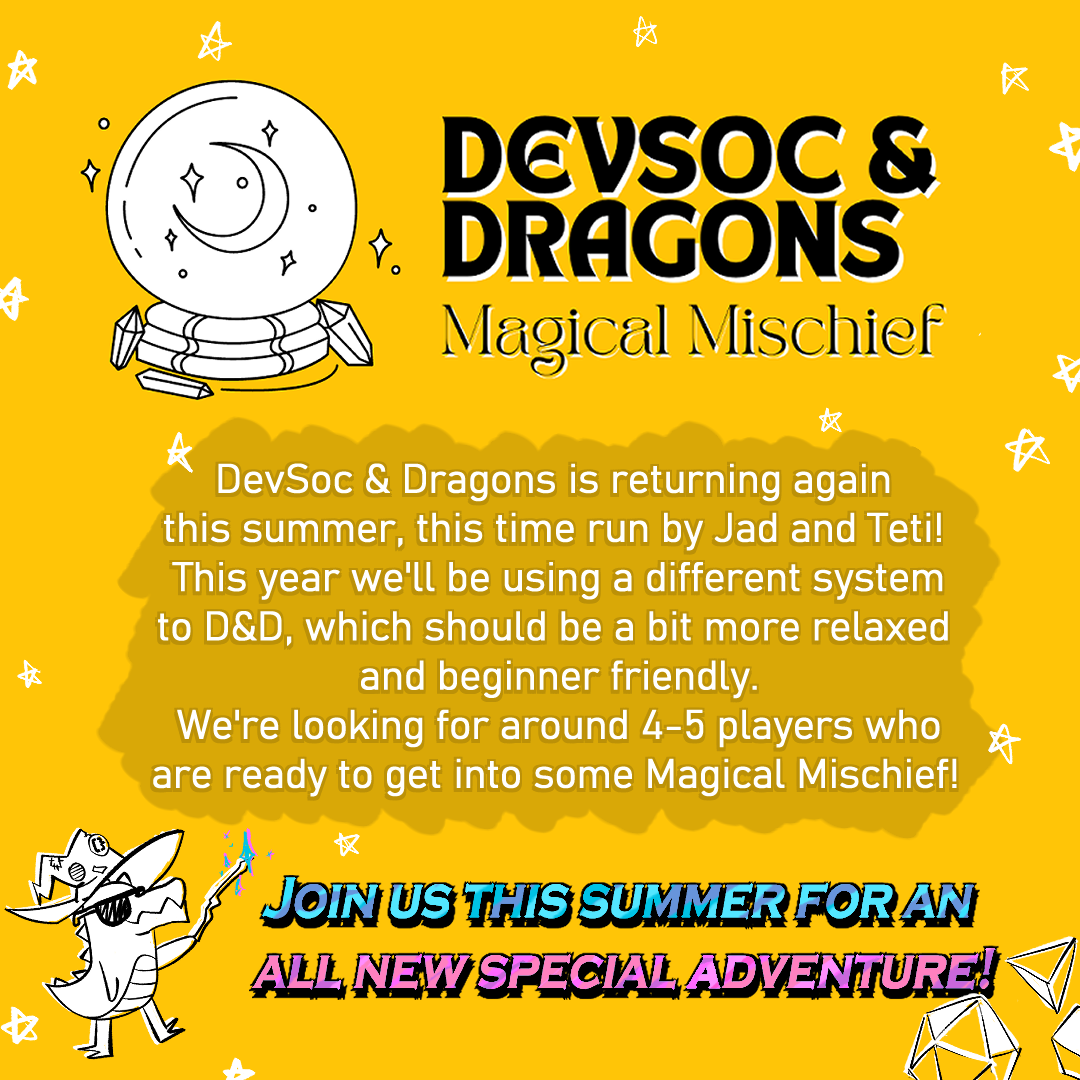 DEVSOC &
DRAGONS
Magical Mischief
DevSoc & Dragons is returning again
this summer, this time run by Jad and Teti!
This year we'll be using a different system
to D&D, which should be a bit more relaxed
and beginner friendly.
We're looking for around 4-5 players who
are ready to get into some Magical Mischief!
JOIN US THIS SUMMER FOR AN
ALL NEW SPECIAL ADVENTURE!